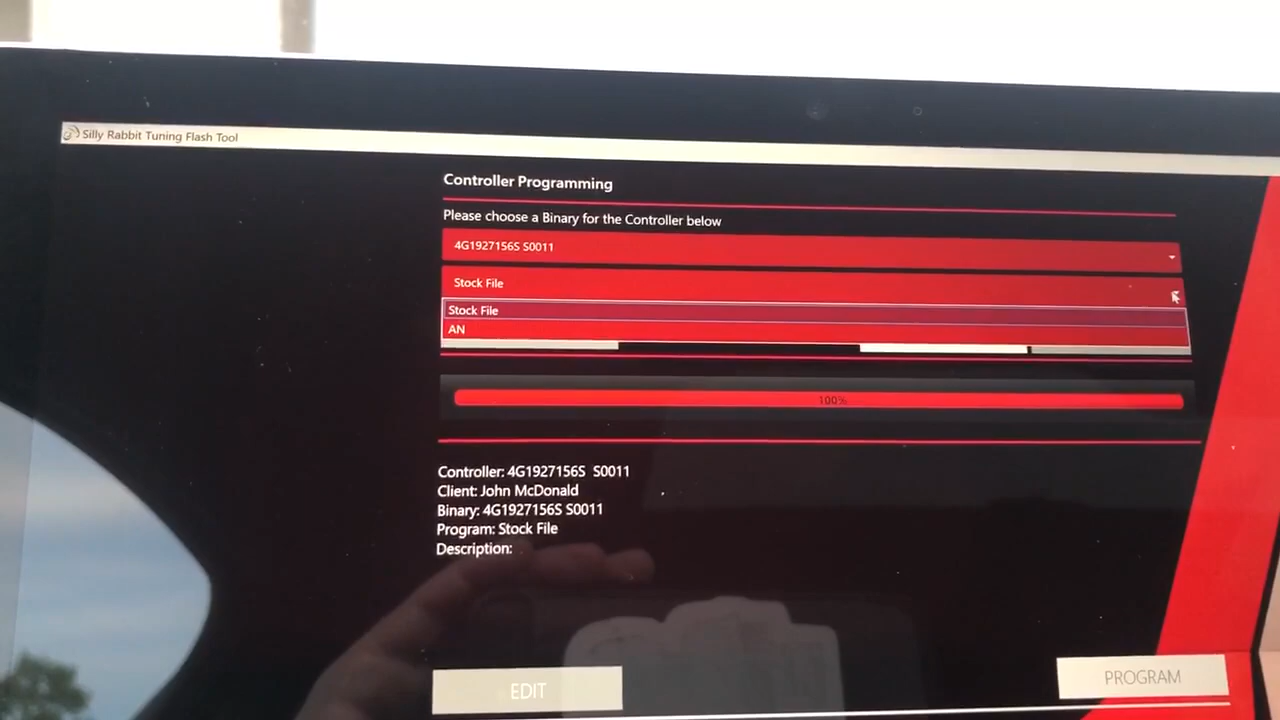 Silly Rabbit Tuning Flash Tool
Controller Programming
Please choose a Binary for the Controller below
4G1927156S S0011
Stock File
Stock File
AN
100%
Controller: 4G1927156S  S0011
Client: John McDonald
Binary: 4G1927156S S0011
Program: Stock File
Description:
EDIT
PROGRAM